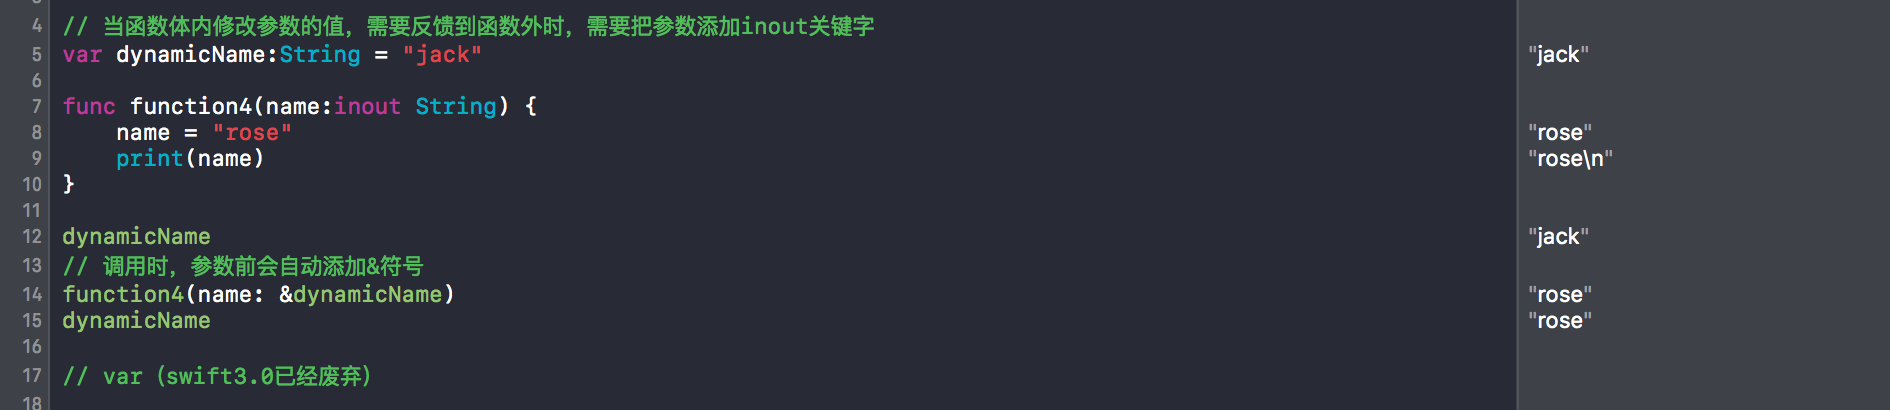 4 // 当函数体内修改参数的值，需要反馈到函数外时，需要把参数添加inout关键字
5 var dynamicName:String = "jack" "jack"
6
7 func function4(name:inout String) {
8 name = "rose" "rose"
9 print(name) "rose\n"
10 }
11
12 dynamicName "jack"
13 // 调用时，参数前会自动添加&符号
14 function4(name: &dynamicName) "rose"
15 dynamicName "rose"
16
17 // var（swift3.0已经废弃）
18